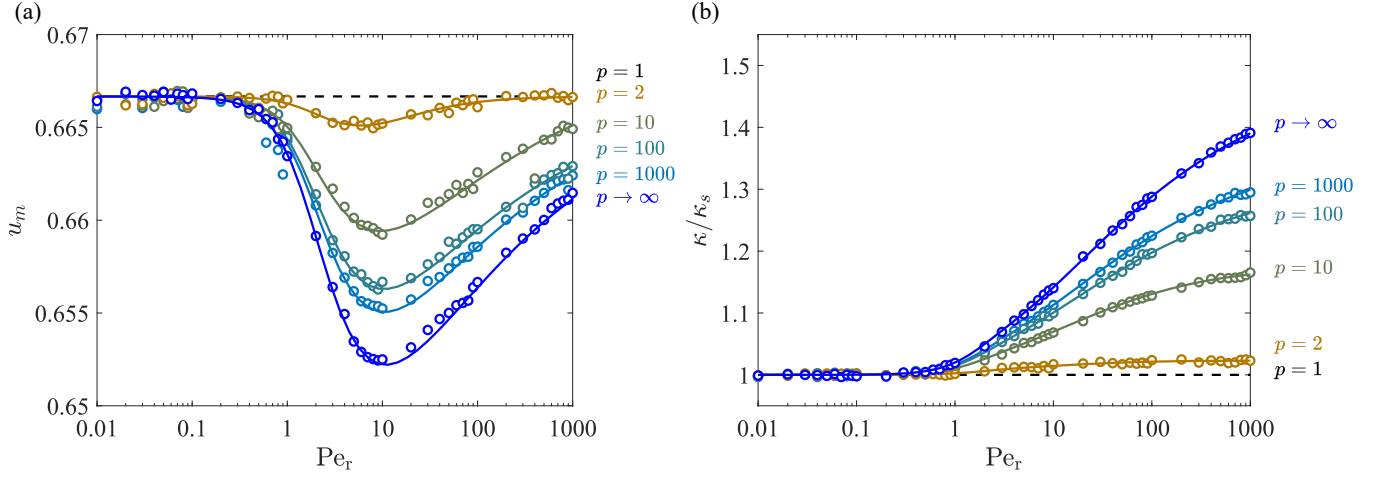 (a)
0.67
0.665
0.66
0.655
0.65
u_m
0.01
0.1
1
10
100
1000
Pe_r
p = 1
p = 2
p = 10
p = 100
p = 1000
p → ∞
(b)
1.5
1.4
1.3
1.2
1.1
1
κ/κ_s
0.01
0.1
1
10
100
1000
Pe_r
p → ∞
p = 1000
p = 100
p = 10
p = 2
p = 1